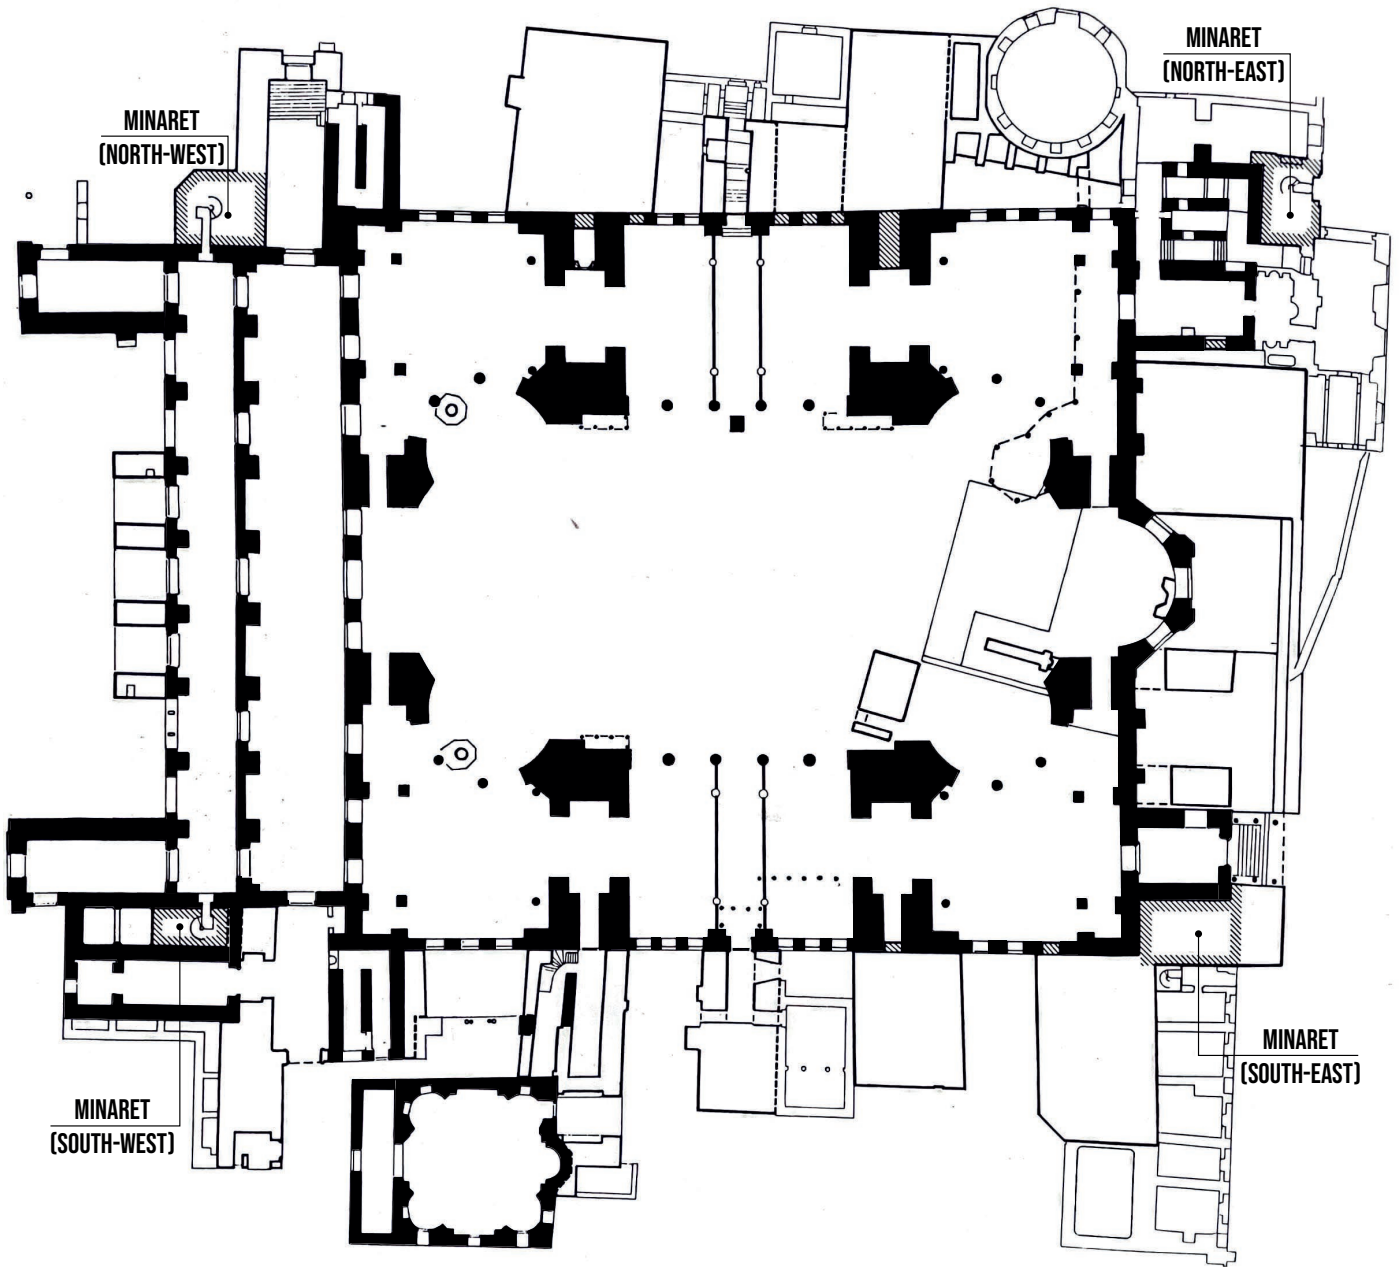 MINARET
(NORTH-EAST)
MINARET
(NORTH-WEST)
MINARET
(SOUTH-EAST)
MINARET
(SOUTH-WEST)